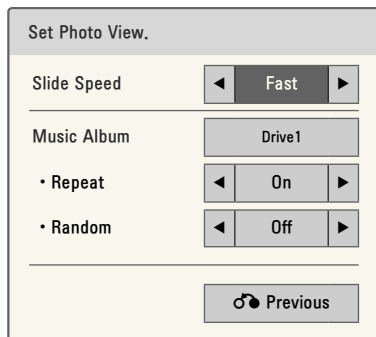 Set Photo View.
Slide Speed ◀ Fast ▶
Music Album Drive1
• Repeat ◀ On ▶
• Random ◀ Off ▶
Previous